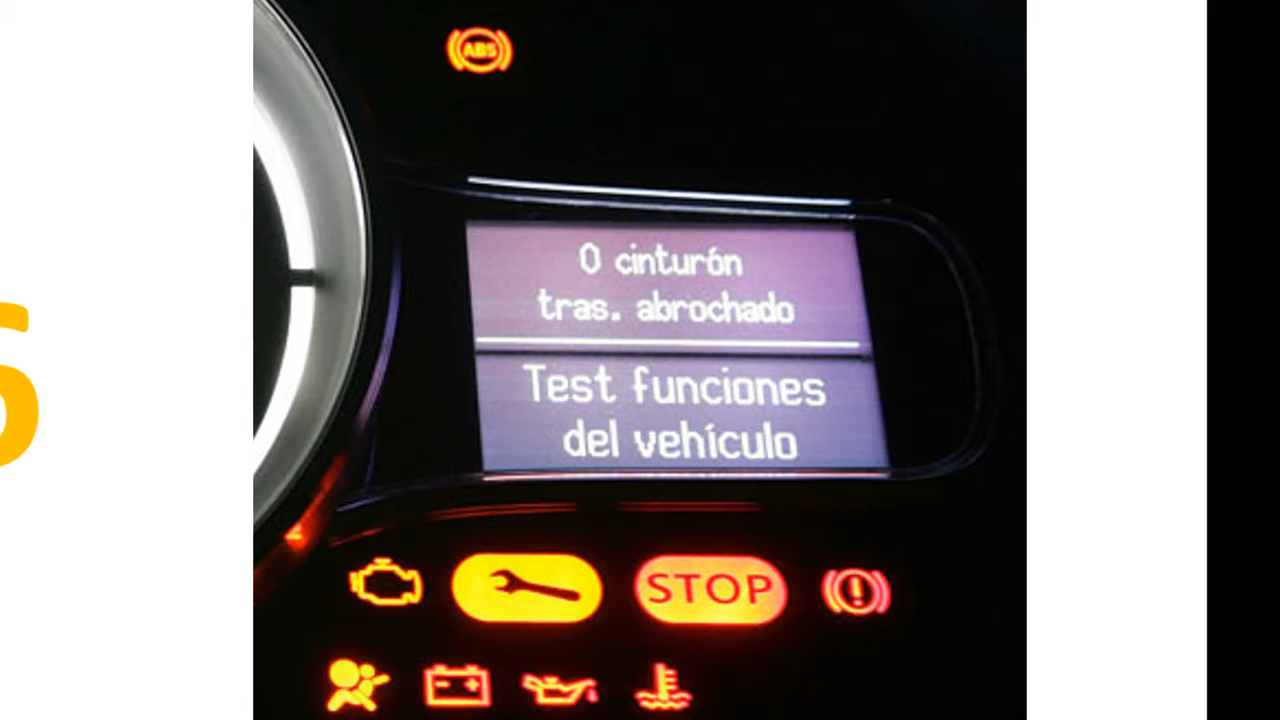 ABS
0 cinturón
tras. abrochado
Test funciones
del vehículo
STOP